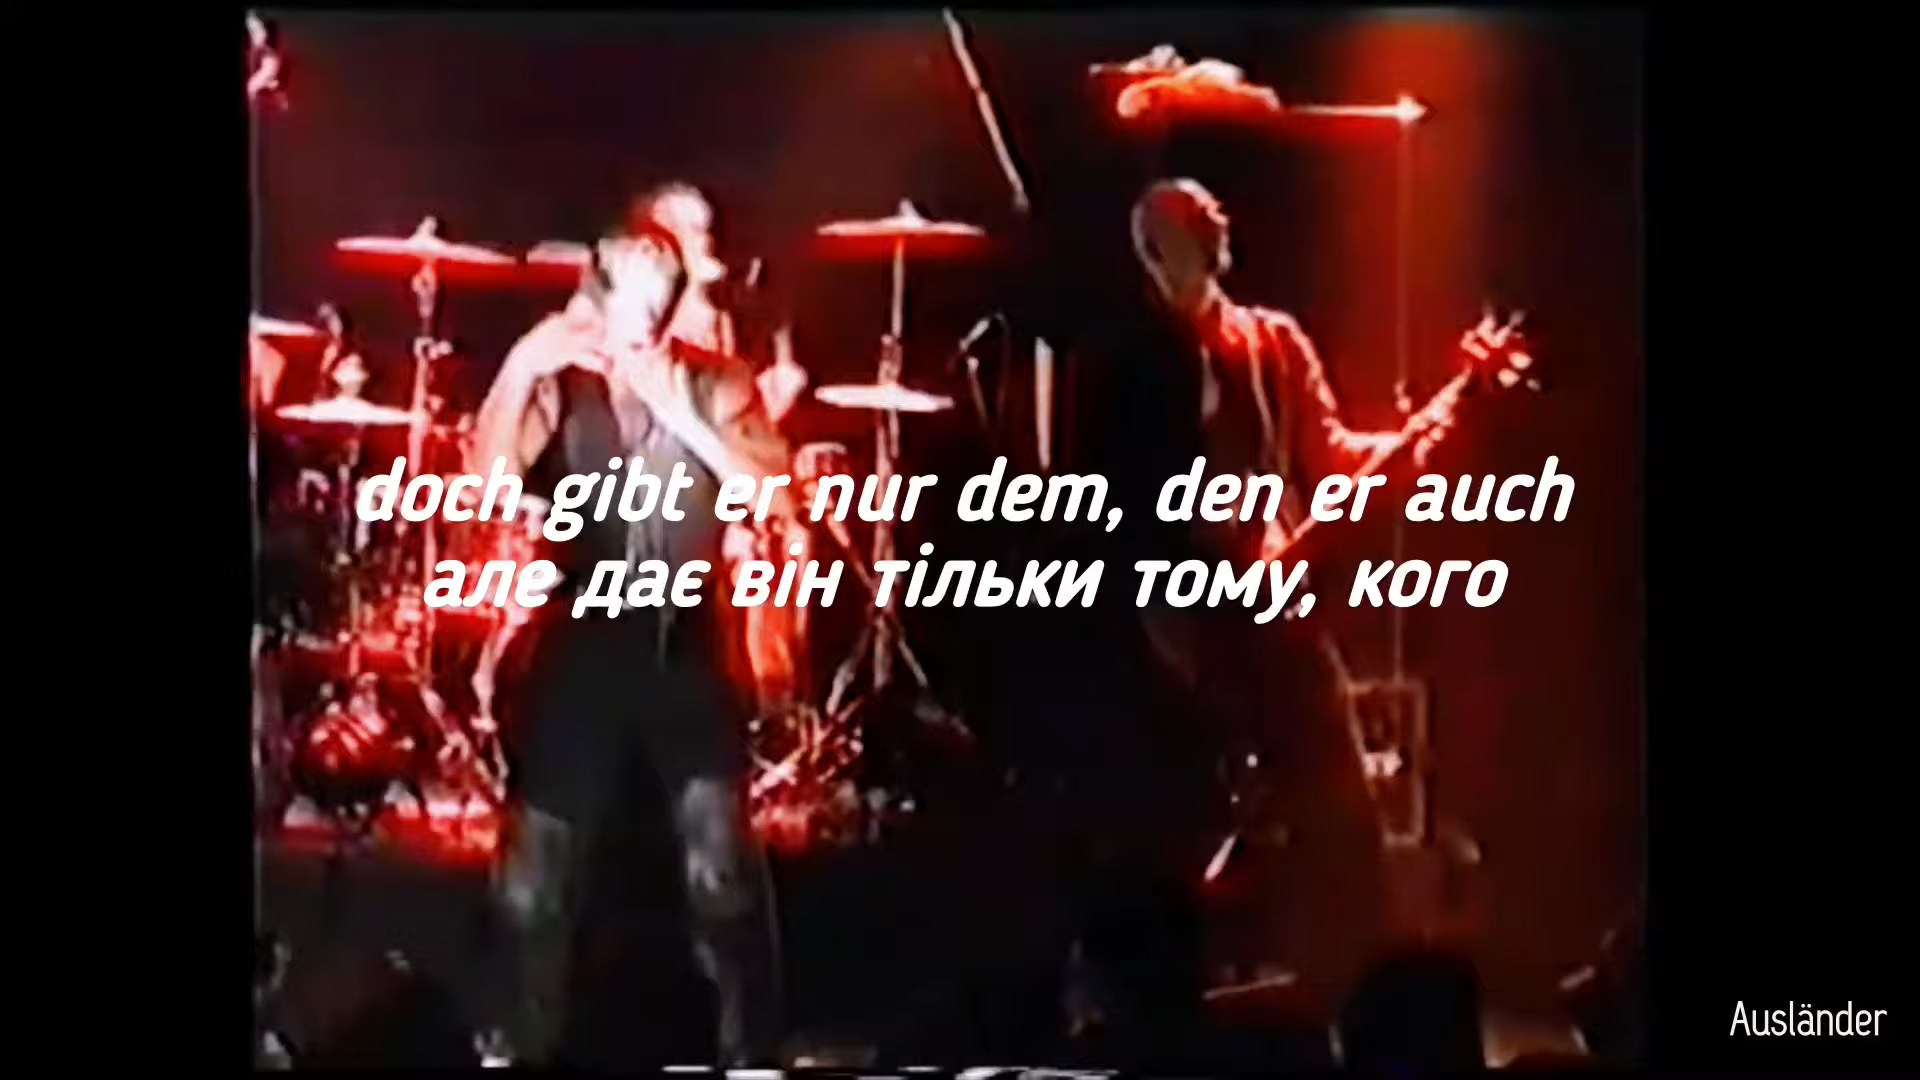 doch gibt er nur dem, den er auch
але дає він тільки тому, кого
Ausländer